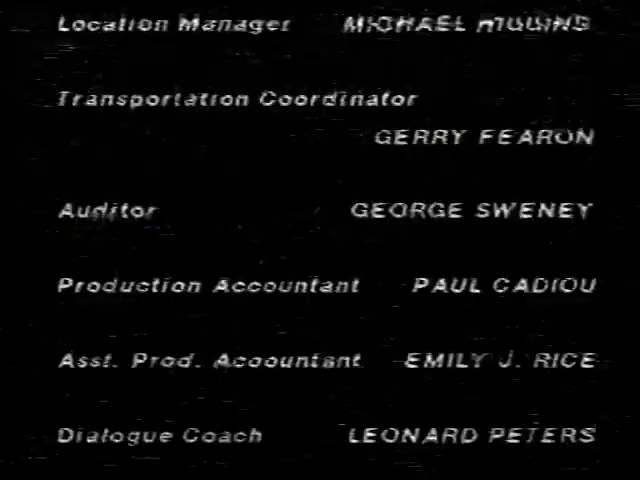 Location Manager MICHAEL HIGGINS
Transportation Coordinator
GERRY FEARON
Auditor GEORGE SWENEY
Production Accountant PAUL CADIOU
Asst. Prod. Accountant EMILY J. RICE
Dialogue Coach LEONARD PETERS